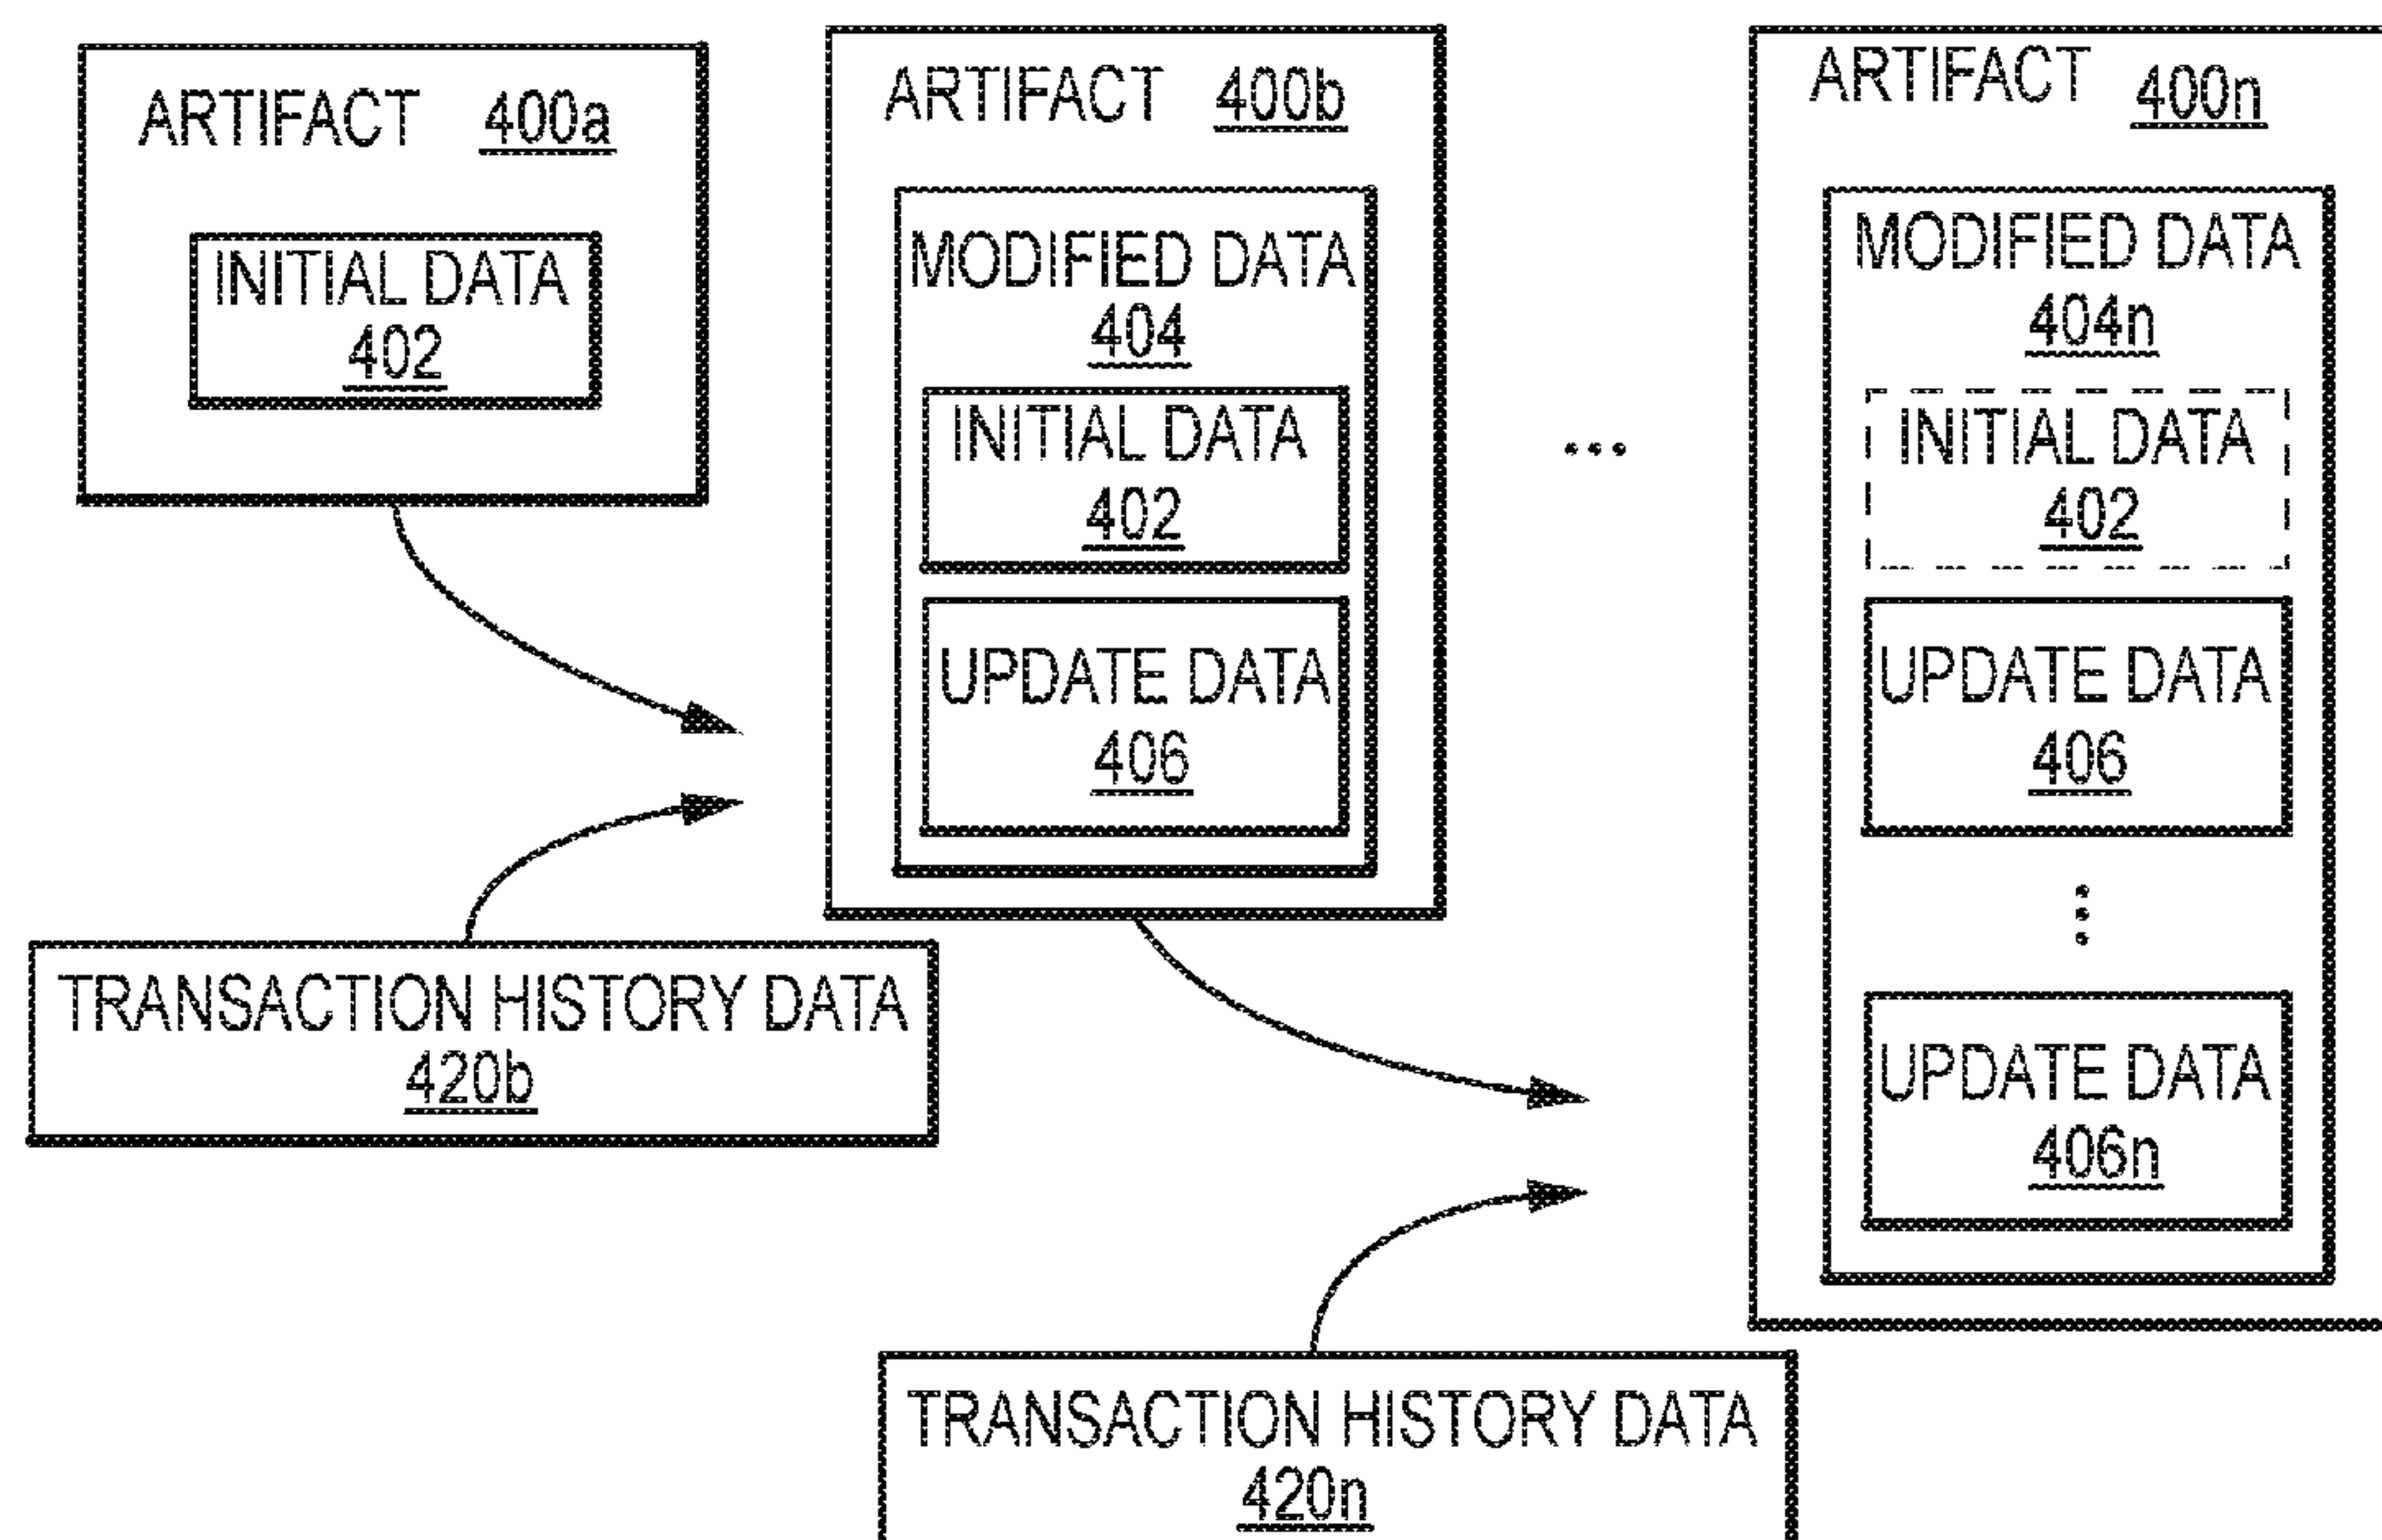 ARTIFACT 400a
INITIAL DATA
402
ARTIFACT 400b
MODIFIED DATA
404
INITIAL DATA
402
UPDATE DATA
406
...
ARTIFACT 400n
MODIFIED DATA
404n
INITIAL DATA
402
UPDATE DATA
406
⋮
UPDATE DATA
406n
TRANSACTION HISTORY DATA
420b
TRANSACTION HISTORY DATA
420n